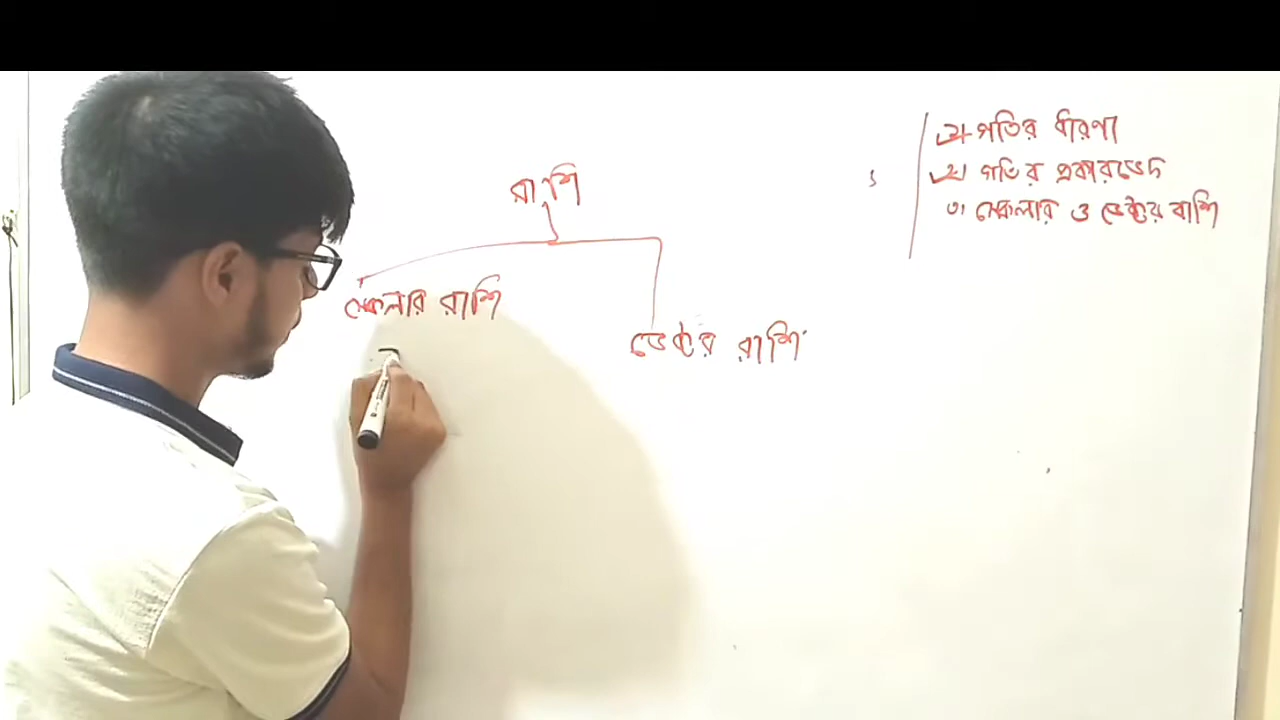 রাশি
স্কেলার রাশি
ভেক্টর রাশি
১। গতির ধারণা
২। গতির প্রকারভেদ
৩। স্কেলার ও ভেক্টর রাশি